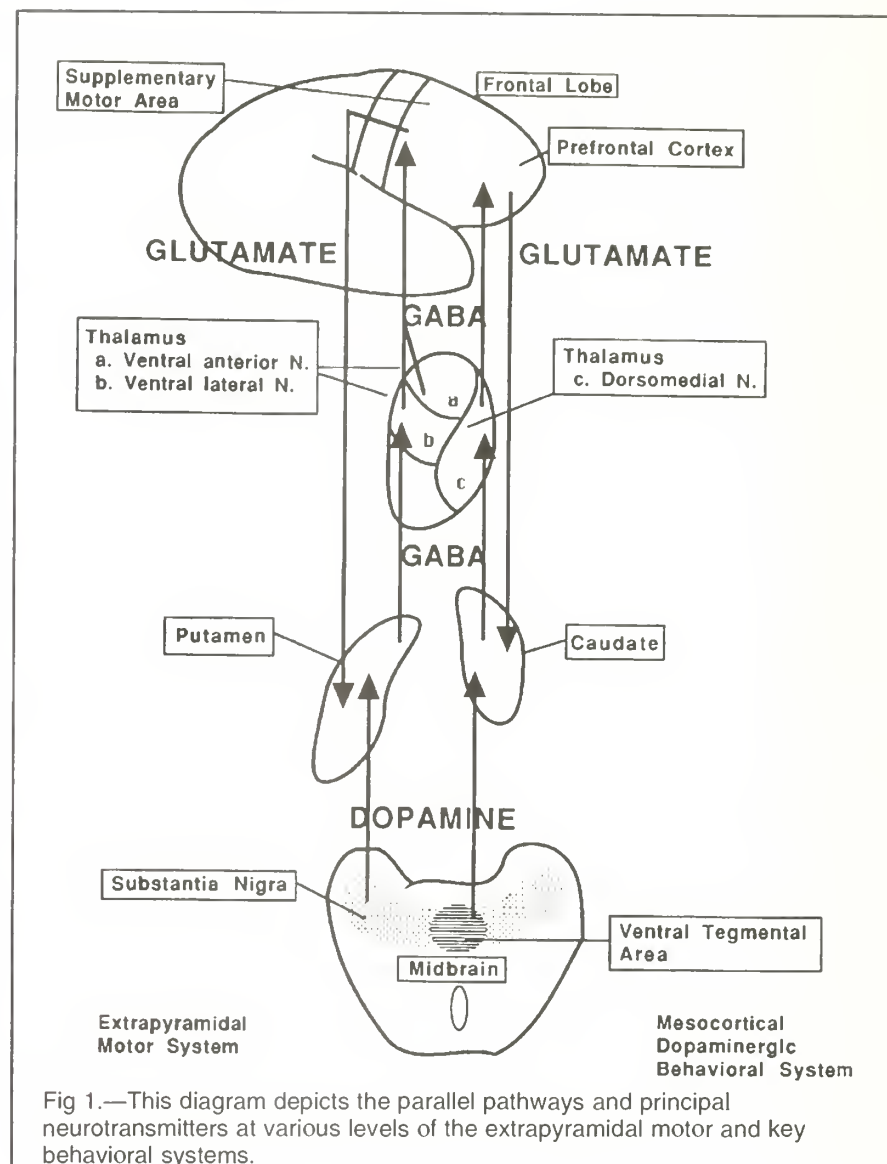 Supplementary
Motor Area
Frontal Lobe
Prefrontal Cortex
GLUTAMATE
GLUTAMATE
GABA
Thalamus
a. Ventral anterior N.
b. Ventral lateral N.
Thalamus
c. Dorsomedial N.
a
b
c
GABA
Putamen
Caudate
DOPAMINE
Substantia Nigra
Ventral Tegmental
Area
Midbrain
Extrapyramidal
Motor System
Mesocortical
Dopaminergic
Behavioral System
Fig 1.—This diagram depicts the parallel pathways and principal
neurotransmitters at various levels of the extrapyramidal motor and key
behavioral systems.